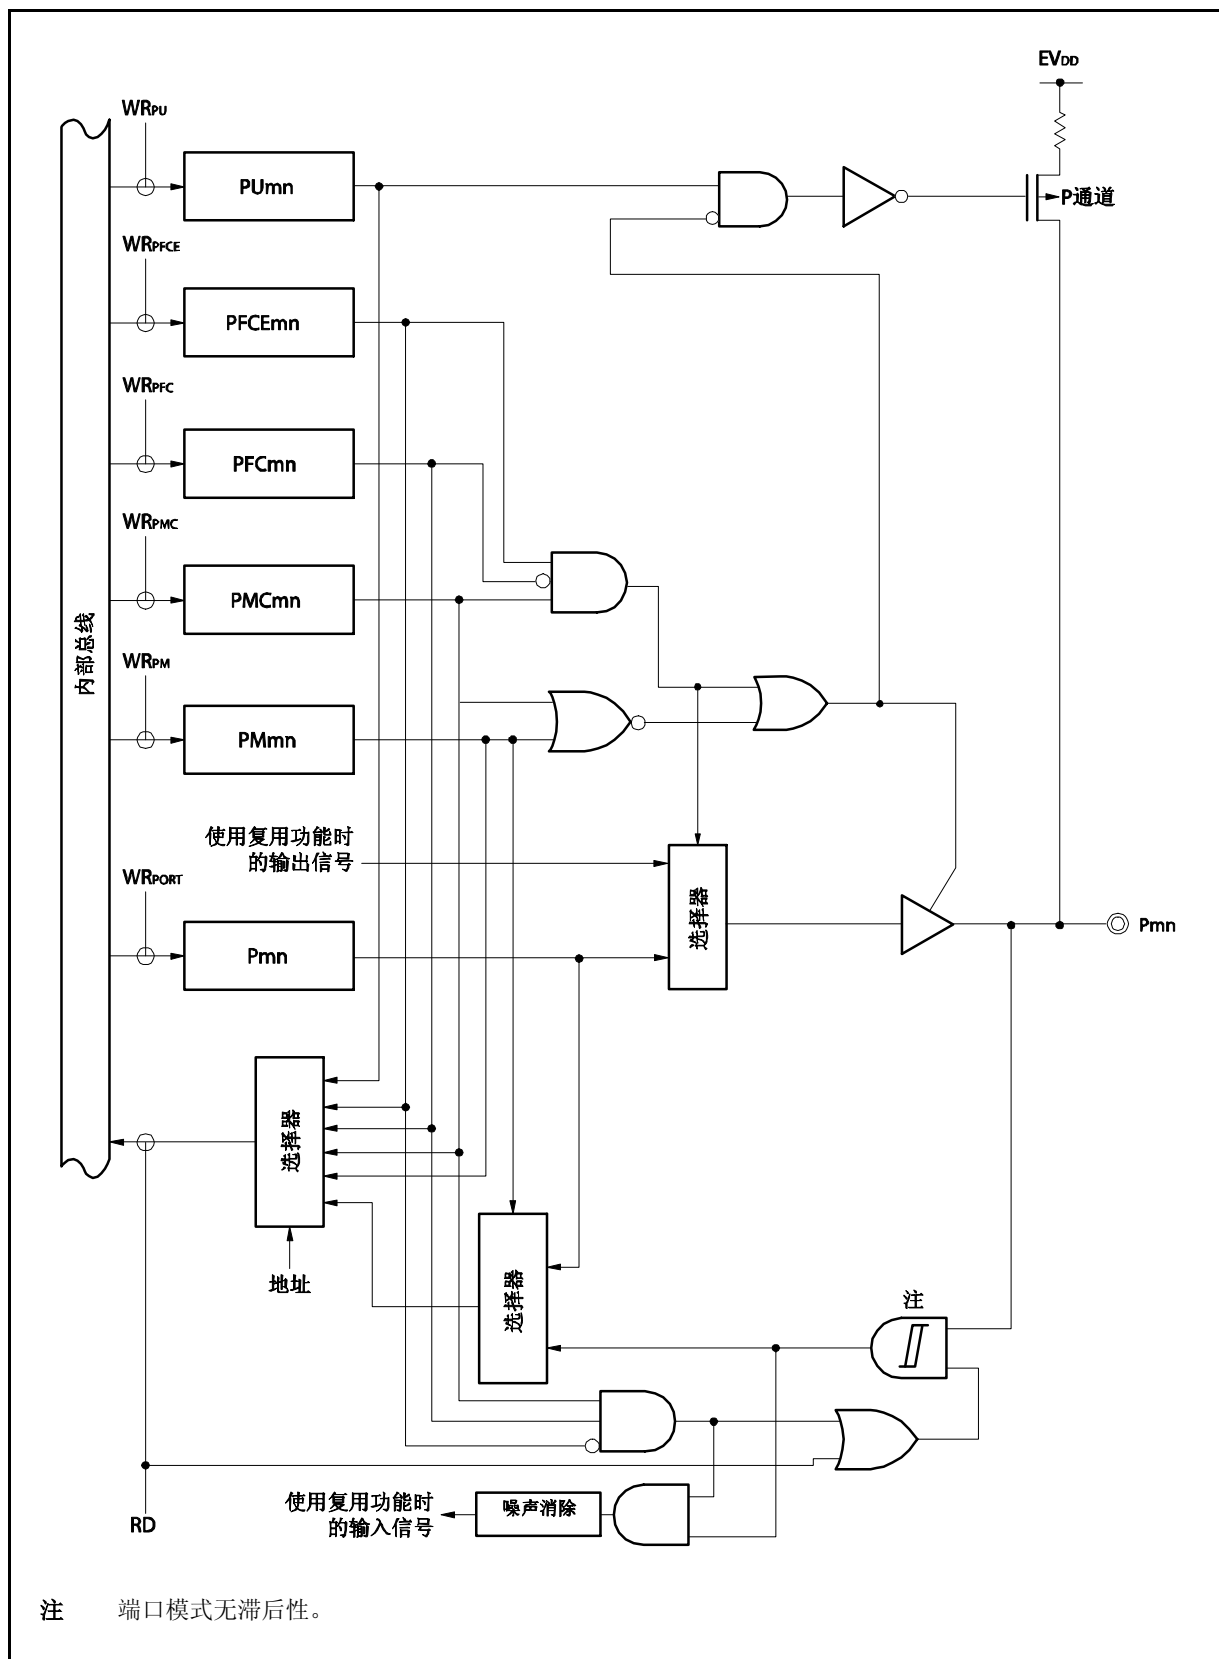 EVDD
WRPU
PUmn
P通道
WRPFCE
PFCEmn
WRPFC
PFCmn
WRPMC
PMCmn
内部总线
WRPM
PMmn
使用复用功能时
的输出信号
WRPORT
Pmn
选择器
Pmn
选择器
地址
选择器
注
使用复用功能时
的输入信号
噪声消除
RD
注 端口模式无滞后性。